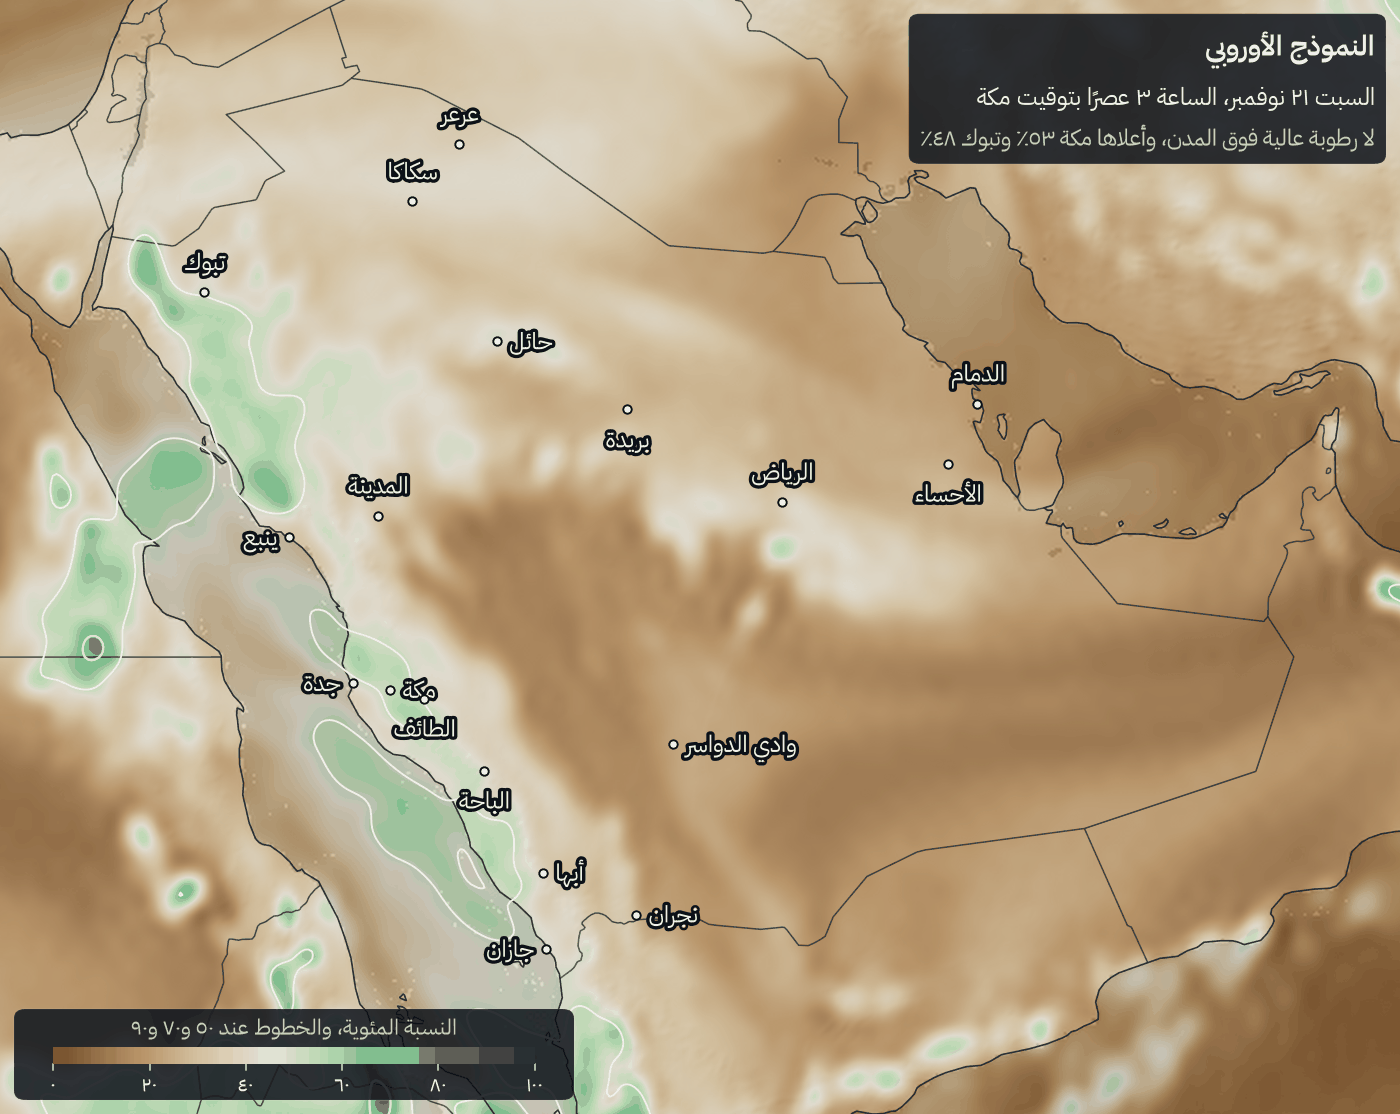 النموذج الأوروبي
السبت ٢١ نوفمبر، الساعة ٣ عصرًا بتوقيت مكة
لا رطوبة عالية فوق المدن، وأعلاها مكة ٥٣٪ وتبوك ٤٨٪
عرعر
سكاكا
تبوك
حائل
الدمام
بريدة
الرياض
المدينة
الأحساء
ينبع
جدة
مكة
الطائف
وادي الدواسر
الباحة
أبها
نجران
جازان
النسبة المئوية، والخطوط عند ٥٠ و٧٠ و٩٠
٠ ٢٠ ٤٠ ٦٠ ٨٠ ١٠٠